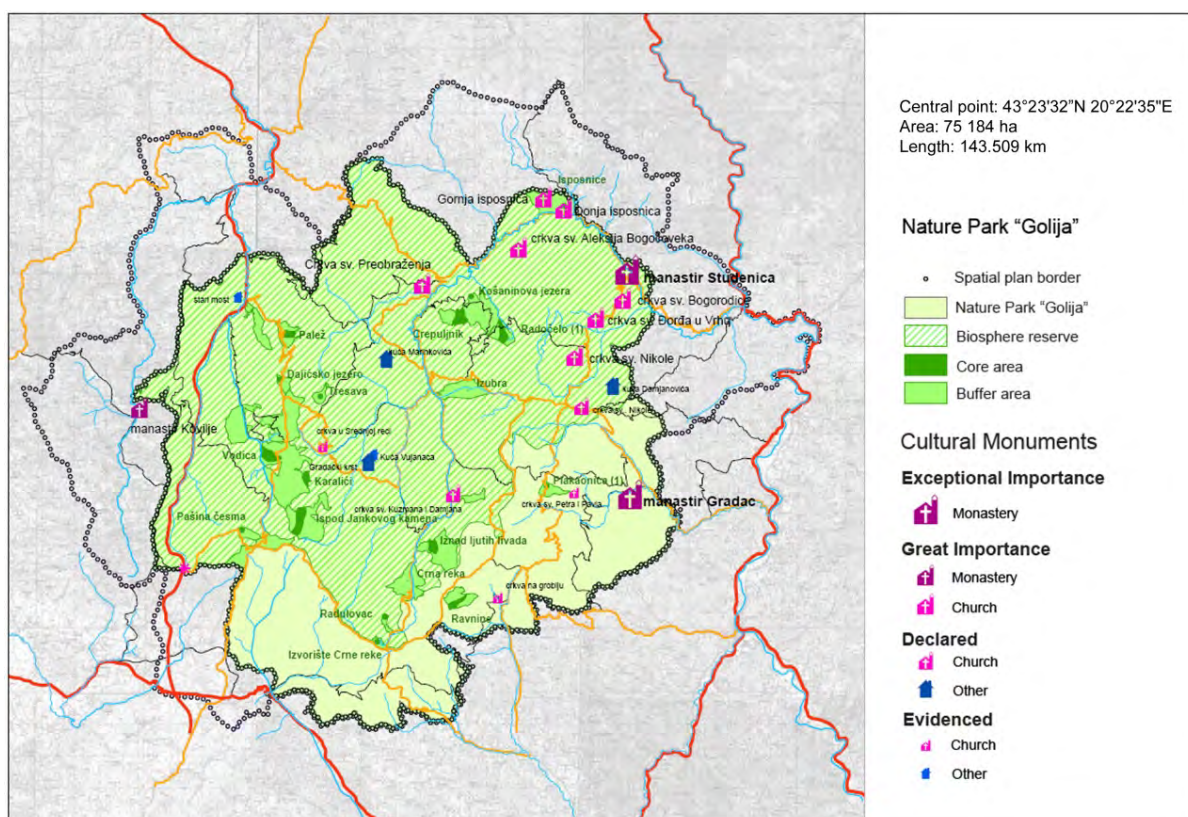 Central point: 43°23'32"N 20°22'35"E
Area: 75 184 ha
Length: 143.509 km
Nature Park "Golija"
Spatial plan border
Nature Park "Golija"
Biosphere reserve
Core area
Buffer area
Cultural Monuments
Exceptional Importance
Monastery
Great Importance
Monastery
Church
Declared
Church
Other
Evidenced
Church
Other
Isposnice
Gornja isposnica
Donja isposnica
crkva sv. Aleksija Bogočoveka
Crkva sv. Preobraženja
manastir Studenica
stari most
Košaninova jezera
crkva sv. Bogorodice
Palež
Crepuljnik
Radočelo (1)
crkva sv. Đorđa u Vrhu
kuća Marinkovića
crkva sv. Nikole
Dajićsko jezero
Tresava
Izubra
kuća Damjanovića
crkva sv. Nikole
manastir Kovilje
crkva u Srednjoj reci
Vodica
Gradački krst
Kuća Vujanaca
Karalići
Plakaonica (1)
manastir Gradac
crkva sv. Petra I Pavla
crkva sv. Kuzmana I Damjana
Pašina česma
Ispod Jankovog kamena
Iznad ljutih livada
Crna reka
crkva na groblju
Radulovac
Ravnine
Izvorište Crne reke